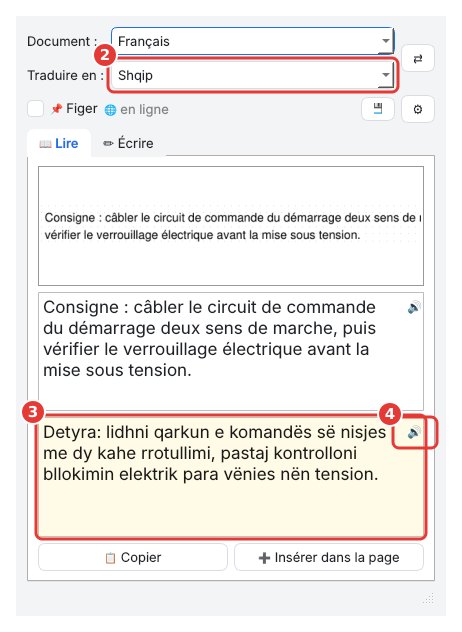 Document :
Français
⇄
2
Traduire en :
Shqip
📌 Figer 🌐 en ligne
💾 ⚙
📖 Lire ✏ Écrire
Consigne : câbler le circuit de commande du démarrage deux sens de
vérifier le verrouillage électrique avant la mise sous tension.
Consigne : câbler le circuit de commande
du démarrage deux sens de marche, puis
vérifier le verrouillage électrique avant la
mise sous tension.
3
4
Detyra: lidhni qarkun e komandës së nisjes
me dy kahe rrotullimi, pastaj kontrolloni
bllokimin elektrik para vënies nën tension.
📋 Copier
➕ Insérer dans la page